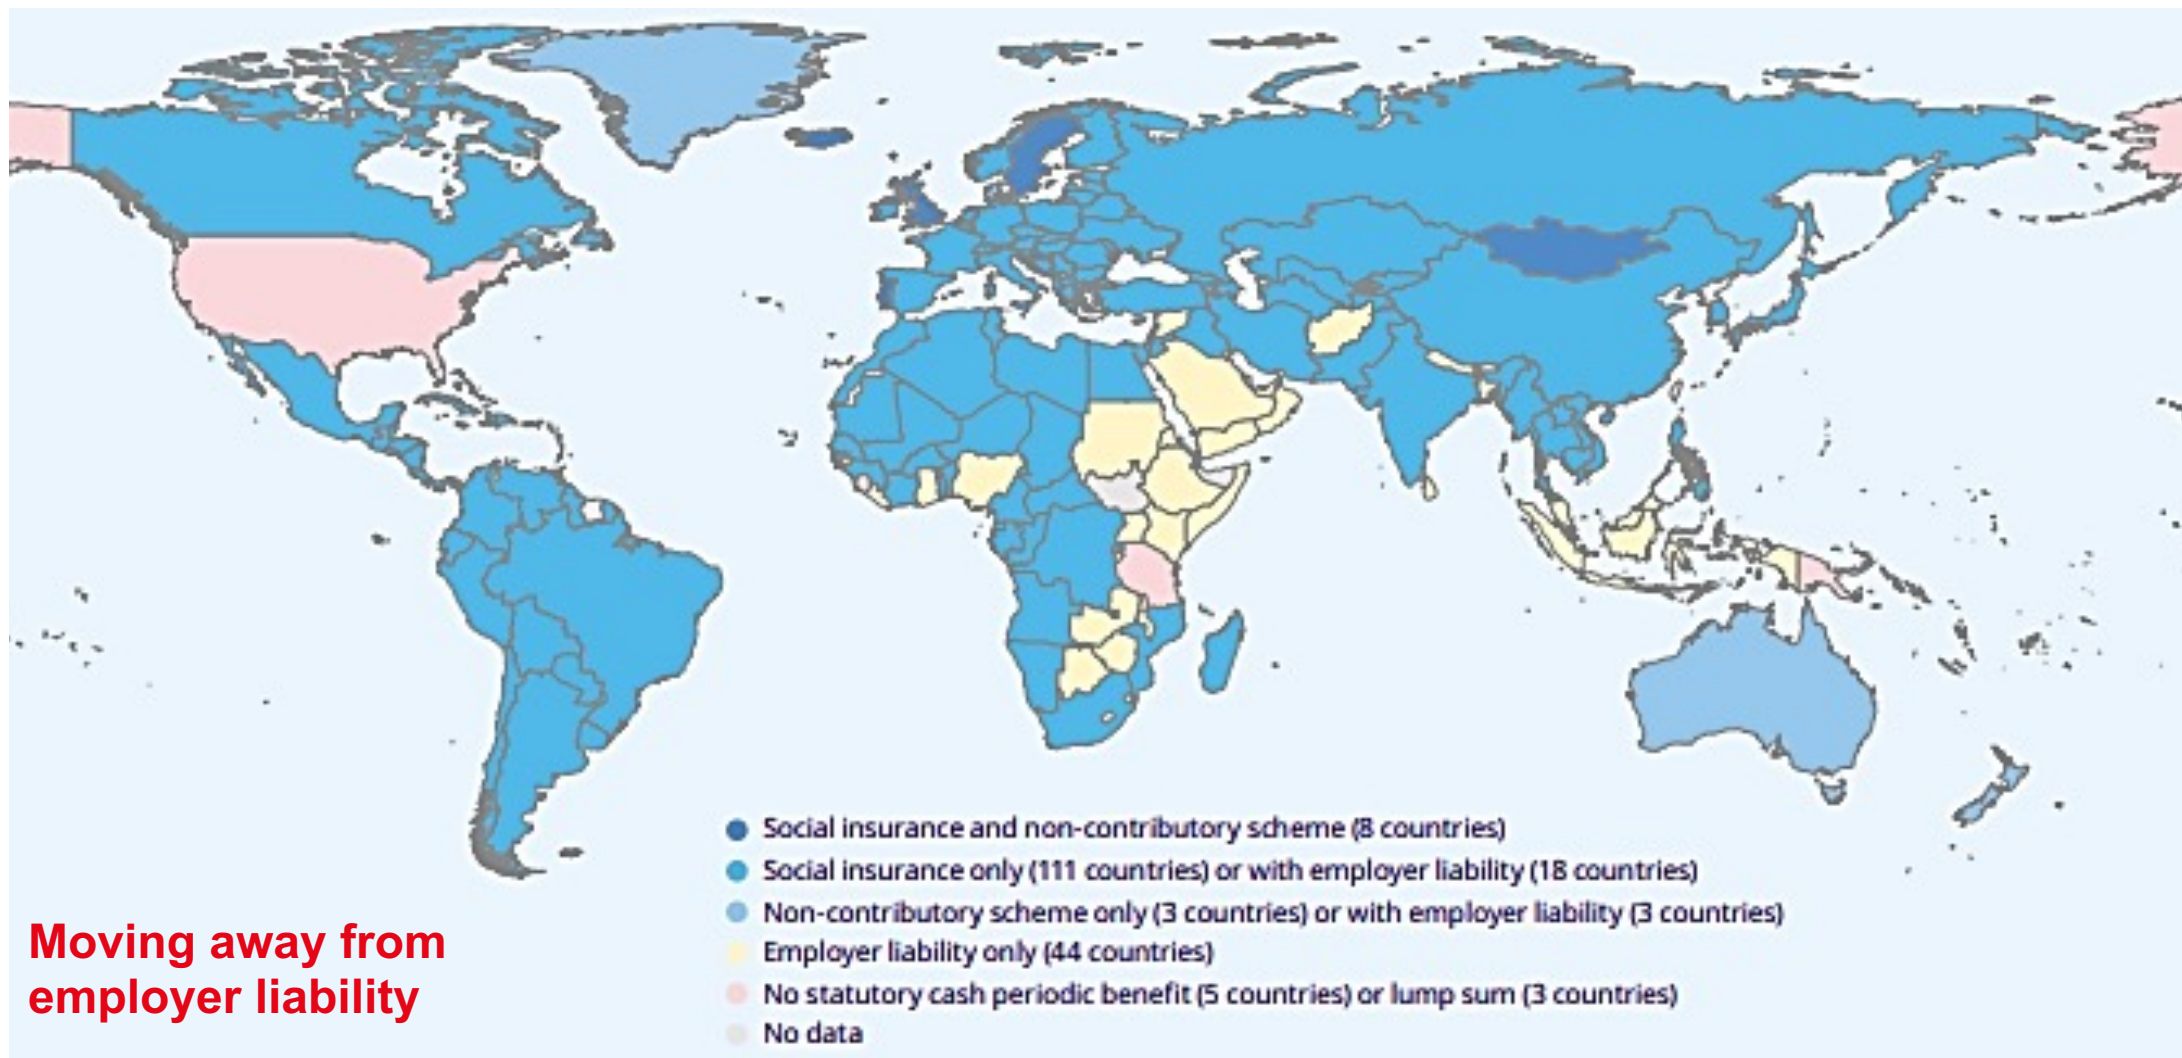 Social insurance and non-contributory scheme (8 countries)
Social insurance only (111 countries) or with employer liability (18 countries)
Non-contributory scheme only (3 countries) or with employer liability (3 countries)
Employer liability only (44 countries)
No statutory cash periodic benefit (5 countries) or lump sum (3 countries)
No data
Moving away from
employer liability